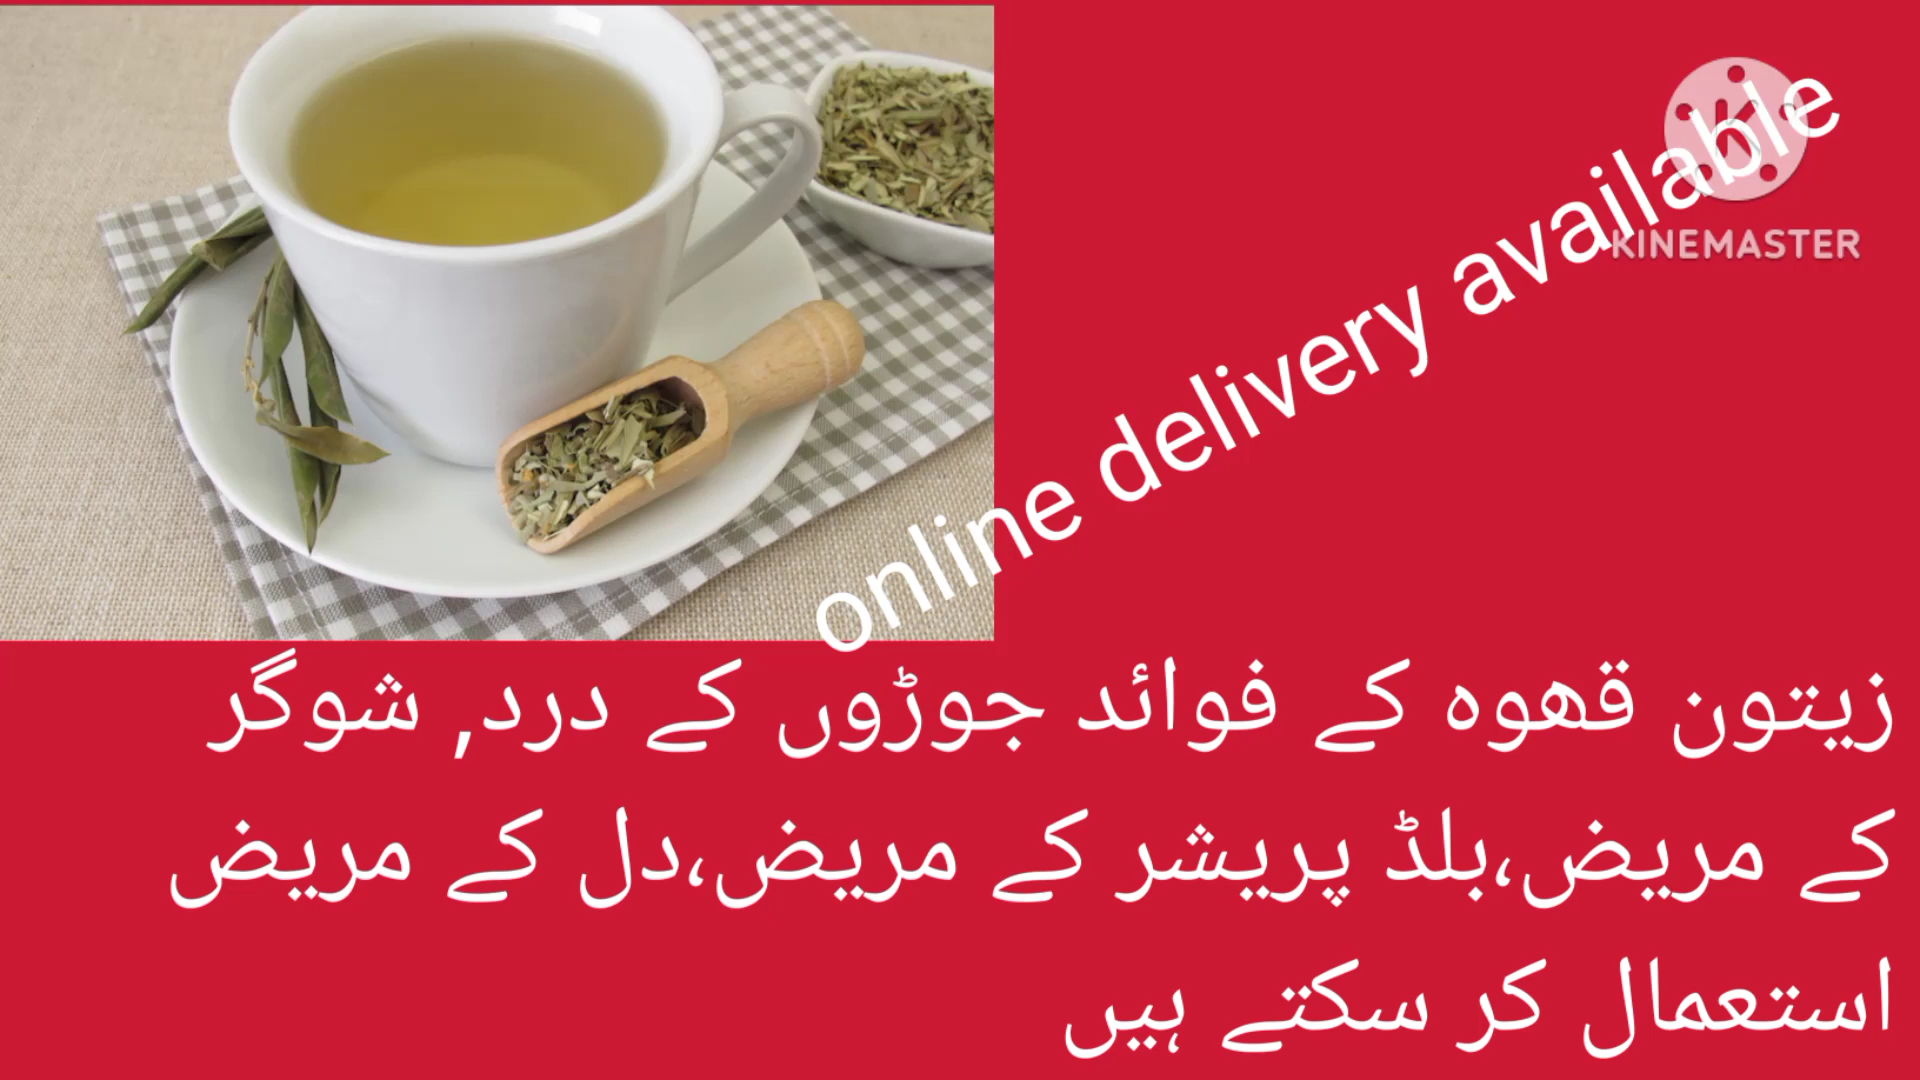 KINEMASTER
online delivery available
زیتون قھوہ کے فوائد جوڑوں کے درد, شوگر
کے مریض،بلڈ پریشر کے مریض،دل کے مریض
استعمال کر سکتے ہیں